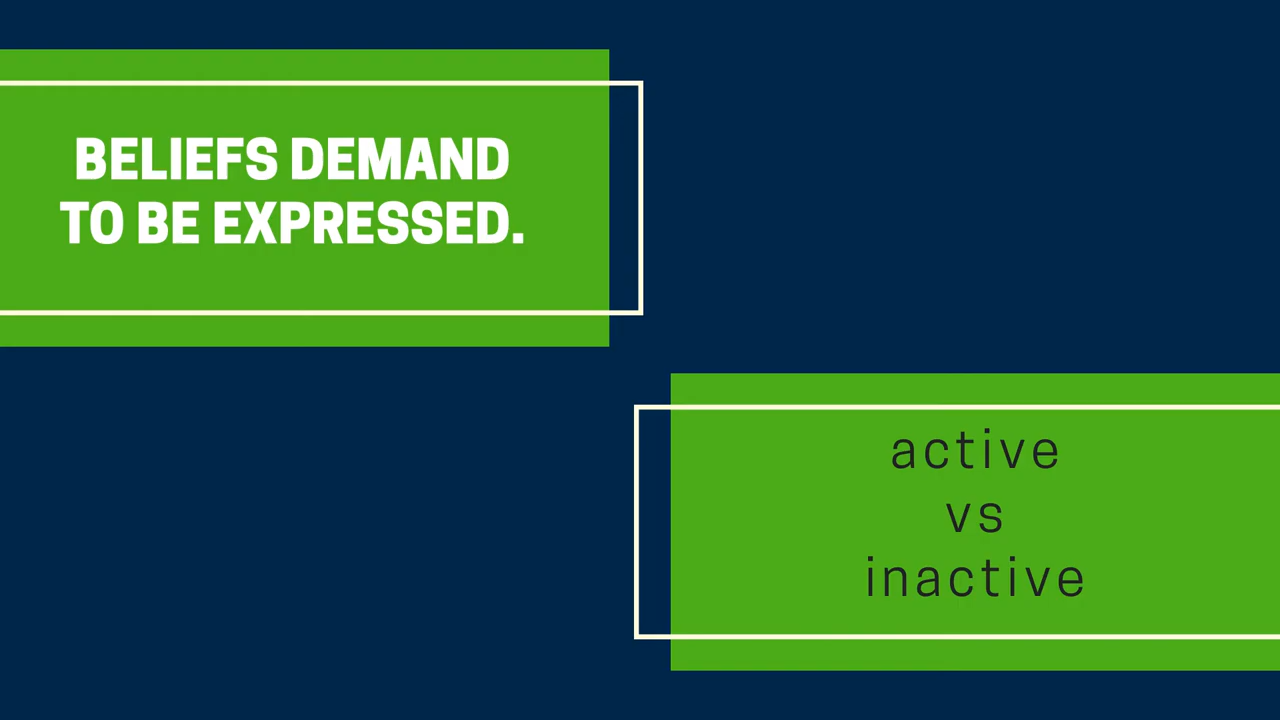 BELIEFS DEMAND
TO BE EXPRESSED.
active
vs
inactive